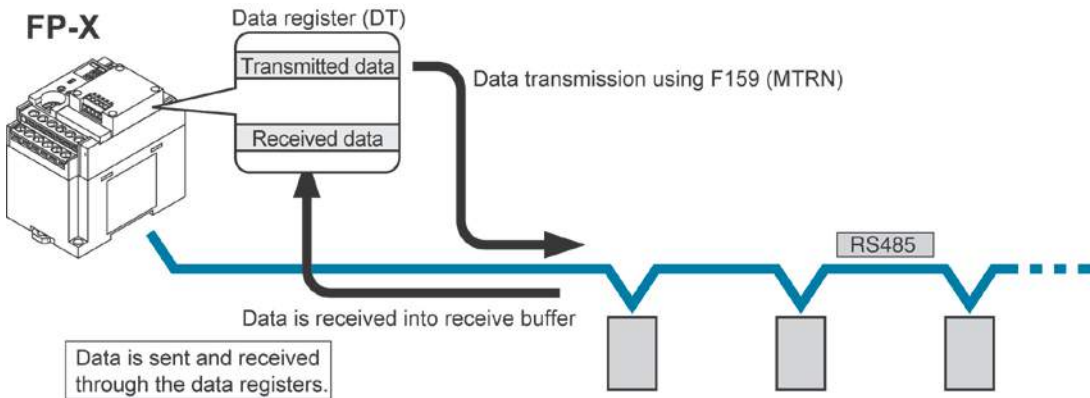 FP-X
Data register (DT)
Transmitted data
Data transmission using F159 (MTRN)
Received data
RS485
Data is received into receive buffer
Data is sent and received
through the data registers.